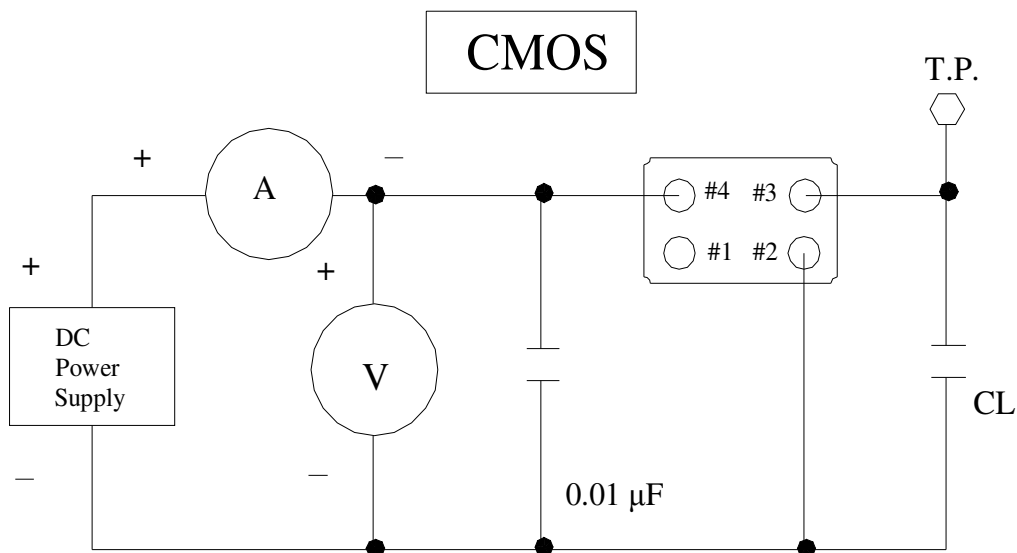 CMOS
T.P.
+
–
A
#4 #3
#1 #2
+
+
DC
Power
Supply
V
CL
–
–
0.01 μF